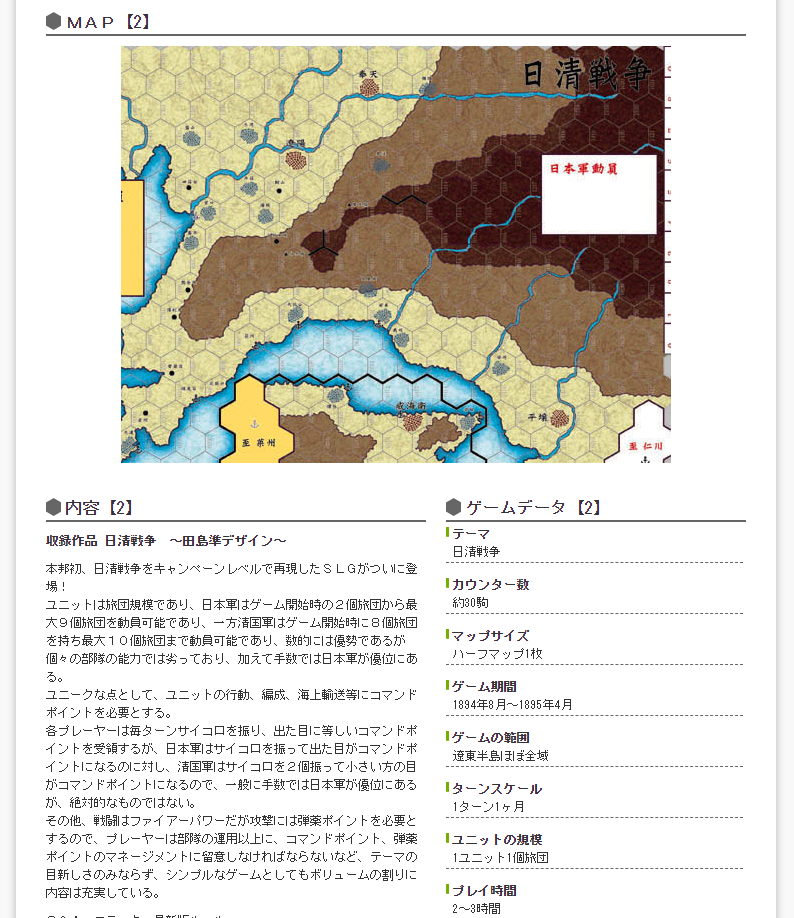 MAP【2】
日清戦争
奉天
遼陽
日本軍動員
威海衛
平壌
至 莱州
至 仁川
内容【2】
収録作品 日清戦争　～田島準デザイン～
本邦初、日清戦争をキャンペーンレベルで再現したＳＬＧがついに登
場！
ユニットは旅団規模であり、日本軍はゲーム開始時の２個旅団から最
大９個旅団を動員可能であり、一方清国軍はゲーム開始時に８個旅団
を持ち最大１０個旅団まで動員可能であり、数的には優勢であるが
個々の部隊の能力では劣っており、加えて手数では日本軍が優位にあ
る。
ユニークな点として、ユニットの行動、編成、海上輸送等にコマンド
ポイントを必要とする。
各プレーヤーは毎ターンサイコロを振り、出た目に等しいコマンドポ
イントを受領するが、日本軍はサイコロを振って出た目がコマンドポ
イントになるのに対し、清国軍はサイコロを２個振って小さい方の目
がコマンドポイントになるので、一般に手数では日本軍が優位にある
が、絶対的なものではない。
その他、戦闘はファイアーパワーだが攻撃には弾薬ポイントを必要と
するので、プレーヤーは部隊の運用以上に、コマンドポイント、弾薬
ポイントのマネージメントに留意しなければならないなど、テーマの
目新しさのみならず、シンプルなゲームとしてもボリュームの割りに
内容は充実している。
ゲームデータ【2】
テーマ
日清戦争
カウンター数
約30駒
マップサイズ
ハーフマップ1枚
ゲーム期間
1894年8月～1895年4月
ゲームの範囲
遼東半島ほぼ全域
ターンスケール
1ターン1ヶ月
ユニットの規模
1ユニット1個旅団
プレイ時間
2～3時間